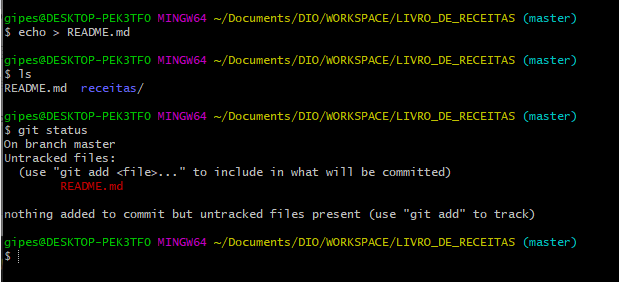 gipes@DESKTOP-PEK3TFO MINGW64 ~/Documents/DIO/WORKSPACE/LIVRO_DE_RECEITAS (master)
$ echo > README.md
gipes@DESKTOP-PEK3TFO MINGW64 ~/Documents/DIO/WORKSPACE/LIVRO_DE_RECEITAS (master)
$ ls
README.md  receitas/
gipes@DESKTOP-PEK3TFO MINGW64 ~/Documents/DIO/WORKSPACE/LIVRO_DE_RECEITAS (master)
$ git status
On branch master
Untracked files:
  (use "git add <file>..." to include in what will be committed)
        README.md
nothing added to commit but untracked files present (use "git add" to track)
gipes@DESKTOP-PEK3TFO MINGW64 ~/Documents/DIO/WORKSPACE/LIVRO_DE_RECEITAS (master)
$